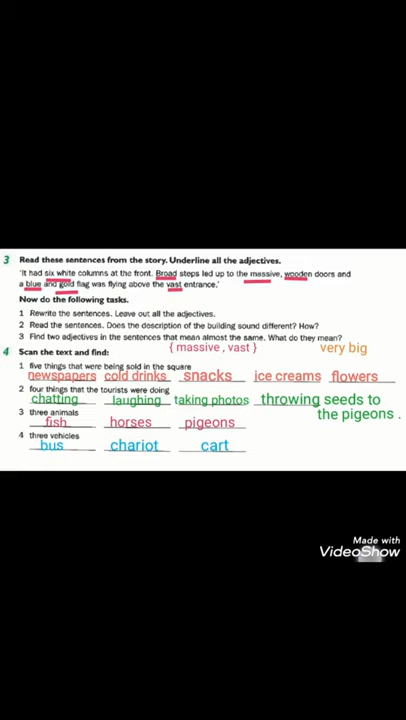 3 Read these sentences from the story. Underline all the adjectives.
'It had six white columns at the front. Broad steps led up to the massive, wooden doors and
a blue and gold flag was flying above the vast entrance.'
Now do the following tasks.
1 Rewrite the sentences. Leave out all the adjectives.
2 Read the sentences. Does the description of the building sound different? How?
3 Find two adjectives in the sentences that mean almost the same. What do they mean?
{ massive , vast } very big
4 Scan the text and find:
1 five things that were being sold in the square
newspapers cold drinks snacks ice creams flowers
2 four things that the tourists were doing
chatting laughing taking photos throwing seeds to
the pigeons .
3 three animals
fish horses pigeons
4 three vehicles
bus chariot cart
Made with
VideoShow